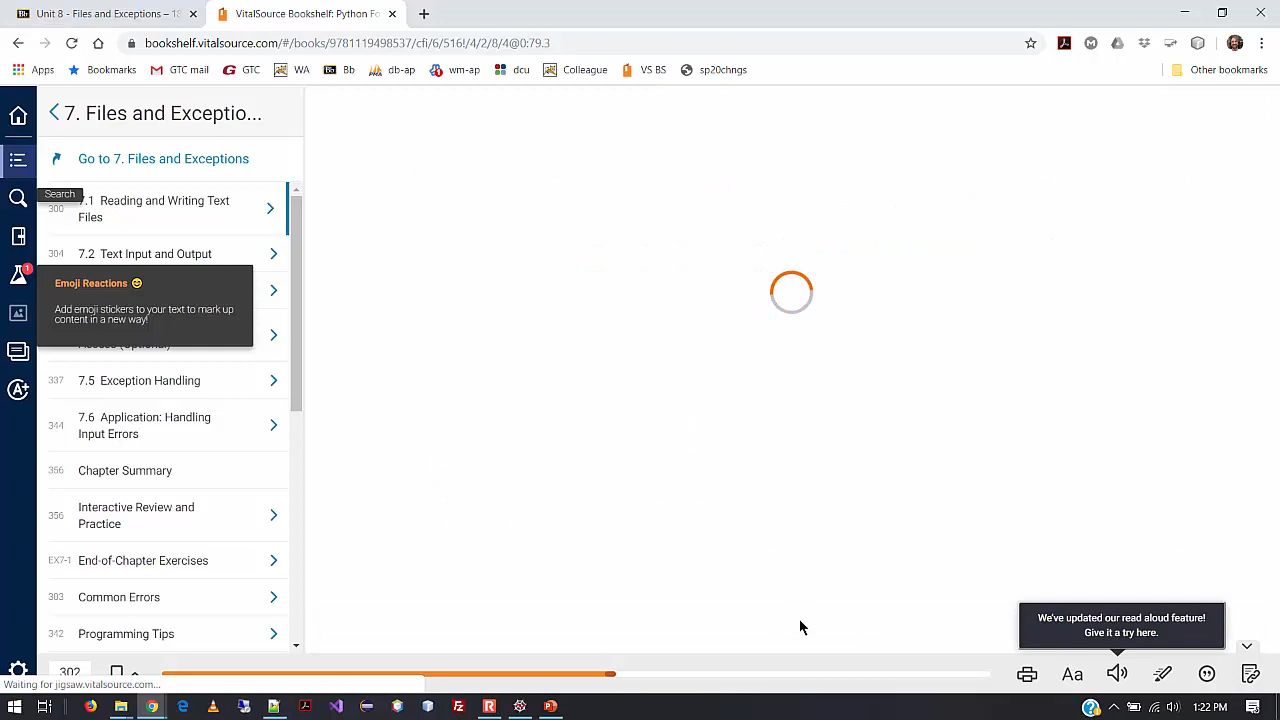 Unit 8 - Files and Exceptions – 18
VitalSource Bookshelf: Python Fo
bookshelf.vitalsource.com/#/books/9781119498537/cfi/6/516!/4/2/8/4@0:79.3
Apps
Bookmarks
GTC mail
GTC
WA
Bb
db-ap
wm-ap
dcu
Colleague
VS BS
sp20chngs
Other bookmarks
7. Files and Exceptio...
Go to 7. Files and Exceptions
Search
300
7.1 Reading and Writing Text
Files
304
7.2 Text Input and Output
1
Emoji Reactions 😀
Add emoji stickers to your text to mark up
content in a new way!
Access (Optional)
337
7.5 Exception Handling
344
7.6 Application: Handling
Input Errors
356
Chapter Summary
356
Interactive Review and
Practice
EX7-1
End-of-Chapter Exercises
303
Common Errors
342
Programming Tips
We've updated our read aloud feature!
Give it a try here.
302
Aa
Waiting for jigsaw.vitalsource.com...
1:22 PM